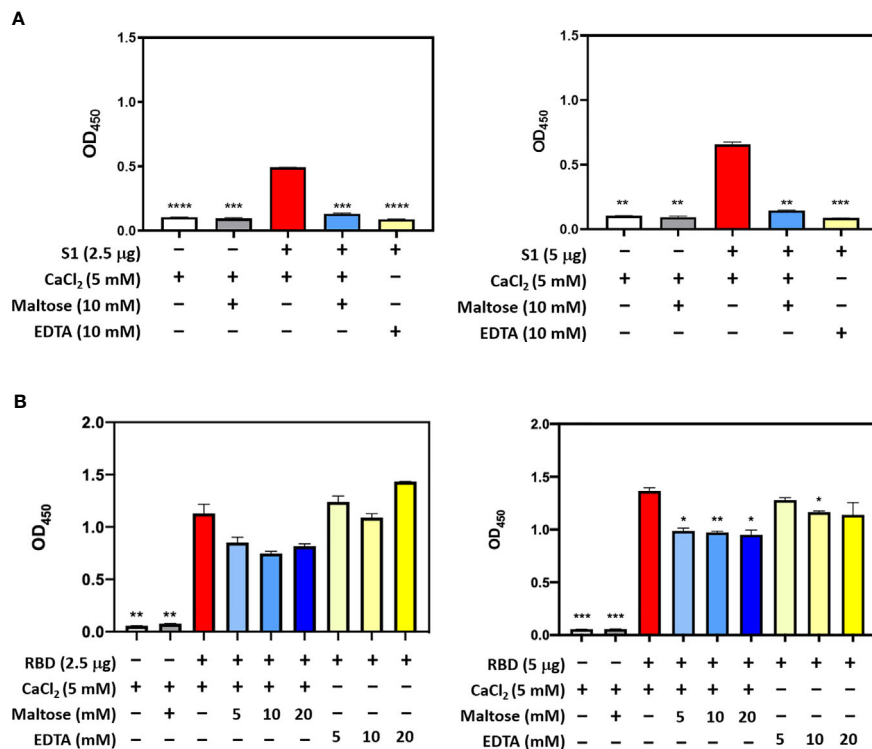 A
1.5
1.0
0.5
0.0
OD450
**** *** *** ****
S1 (2.5 µg) – – + + +
CaCl2 (5 mM) + + + + –
Maltose (10 mM) – + – + –
EDTA (10 mM) – – – – +
1.5
1.0
0.5
0.0
OD450
** ** ** ***
S1 (5 µg) – – + + +
CaCl2 (5 mM) + + + + –
Maltose (10 mM) – + – + –
EDTA (10 mM) – – – – +
B
2.0
1.5
1.0
0.5
0.0
OD450
** **
RBD (2.5 µg) – – + + + + + + +
CaCl2 (5 mM) + + + + + + – – –
Maltose (mM) – + – 5 10 20 – – –
EDTA (mM) – – – – – – 5 10 20
2.0
1.5
1.0
0.5
0.0
OD450
*** *** * ** * *
RBD (5 µg) – – + + + + + + +
CaCl2 (5 mM) + + + + + + – – –
Maltose (mM) – + – 5 10 20 – – –
EDTA (mM) – – – – – – 5 10 20